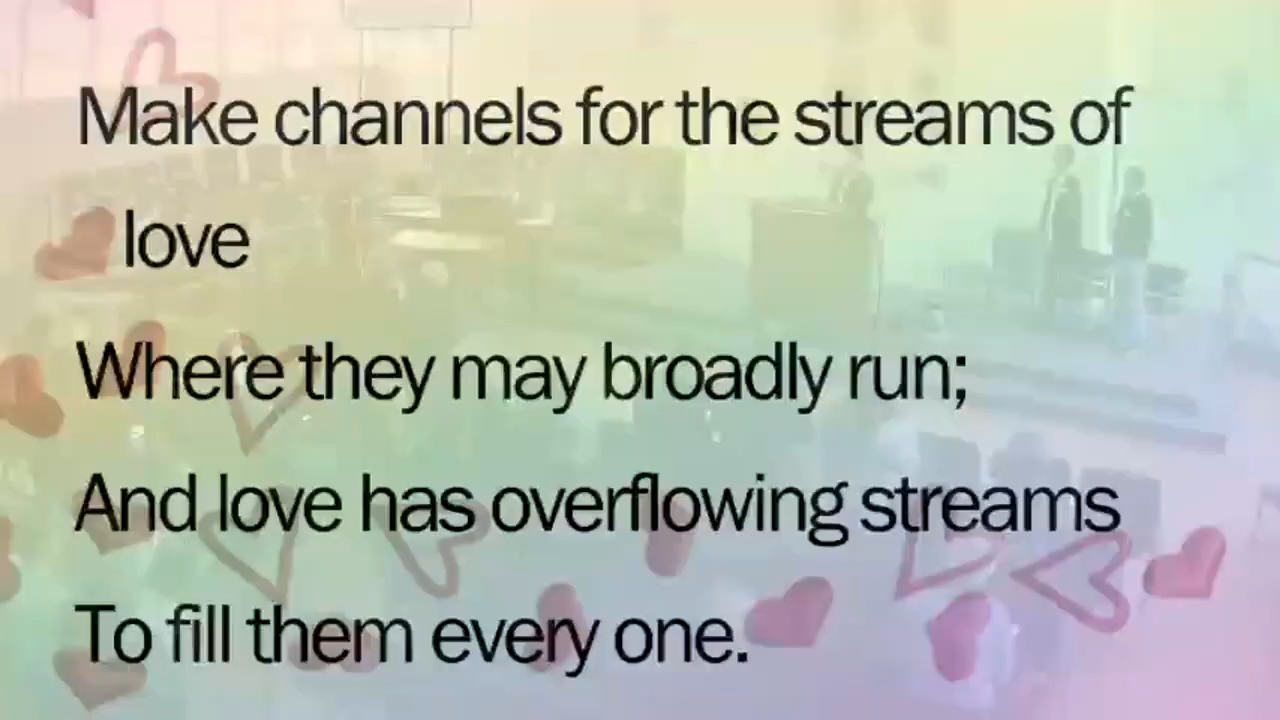 Make channels for the streams of
love
Where they may broadly run;
And love has overflowing streams
To fill them every one.